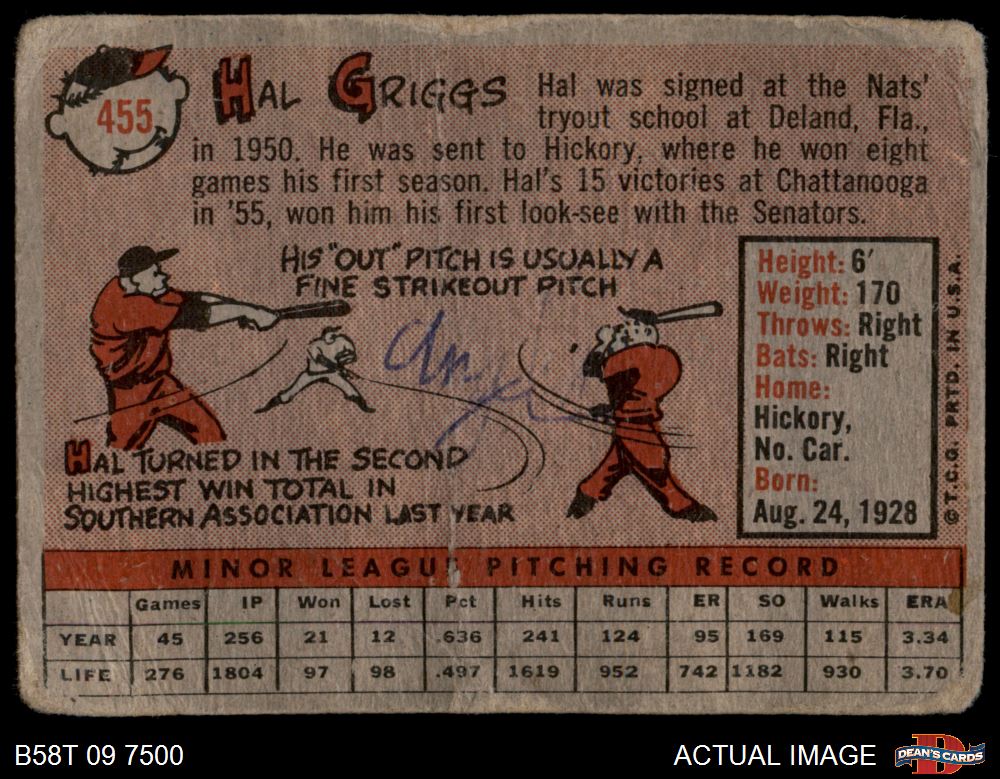 455
HAL GRIGGS
Hal was signed at the Nats'
tryout school at Deland, Fla.,
in 1950. He was sent to Hickory, where he won eight
games his first season. Hal's 15 victories at Chattanooga
in '55, won him his first look-see with the Senators.
HIS "OUT" PITCH IS USUALLY A
FINE STRIKEOUT PITCH
HAL TURNED IN THE SECOND
HIGHEST WIN TOTAL IN
SOUTHERN ASSOCIATION LAST YEAR
Height: 6'
Weight: 170
Throws: Right
Bats: Right
Home:
Hickory,
No. Car.
Born:
Aug. 24, 1928
© T.C.G. PRTD. IN U.S.A.
MINOR LEAGUE PITCHING RECORD
Games IP Won Lost Pct Hits Runs ER SO Walks ERA
YEAR 45 256 21 12 .636 241 124 95 169 115 3.34
LIFE 276 1804 97 98 .497 1619 952 742 1182 930 3.70
B58T 09 7500
ACTUAL IMAGE
DEAN'S CARDS